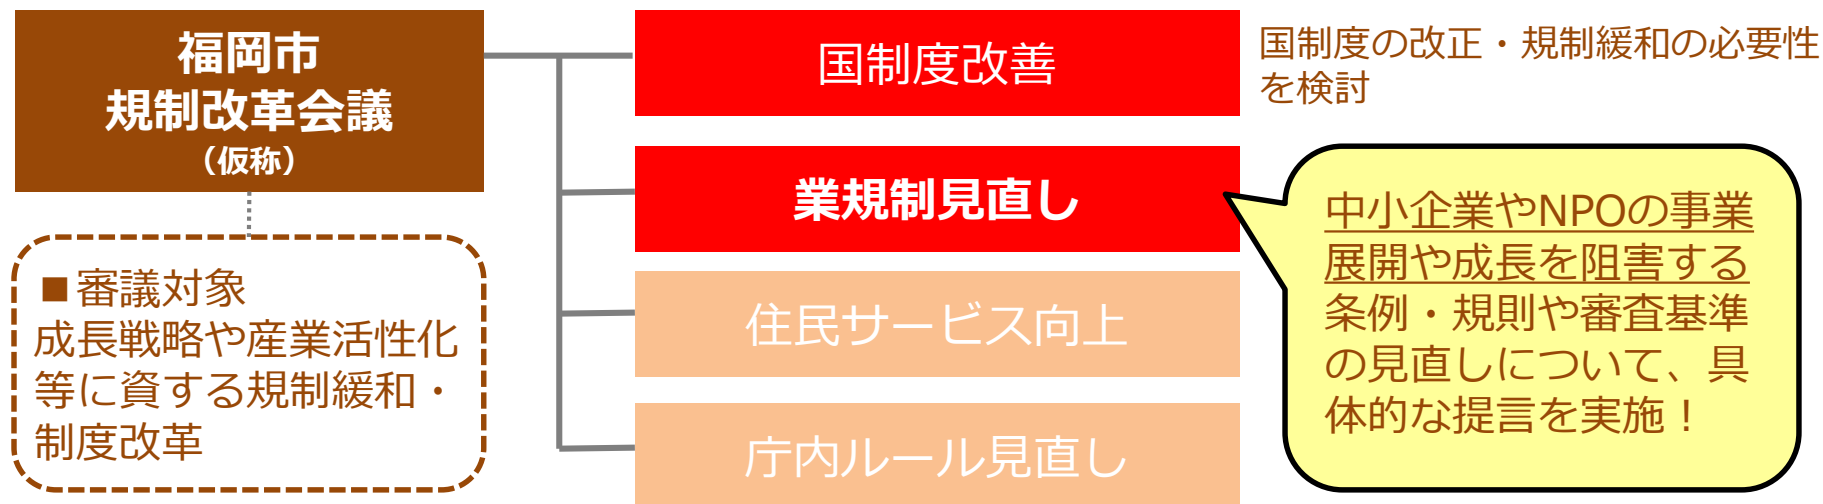 福岡市
規制改革会議
（仮称）
■審議対象
成長戦略や産業活性化
等に資する規制緩和・
制度改革
国制度改善
業規制見直し
住民サービス向上
庁内ルール見直し
国制度の改正・規制緩和の必要性
を検討
中小企業やNPOの事業
展開や成長を阻害する
条例・規則や審査基準
の見直しについて、具
体的な提言を実施！